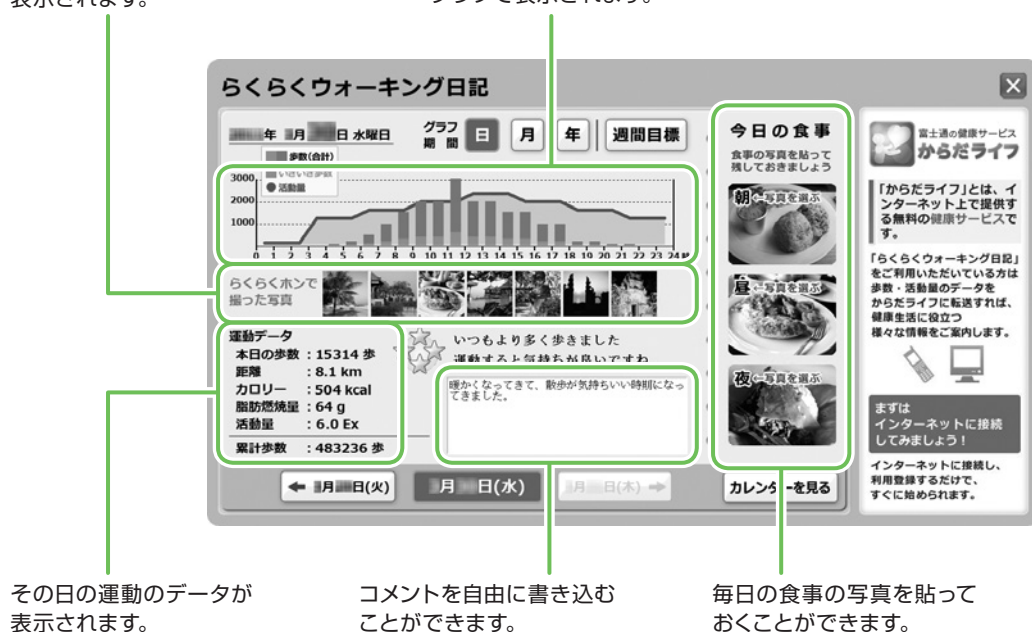 表示されます。
グラフで表示されます。
らくらくウォーキング日記
年 月 日 水曜日
グラフ
期 間
日 月 年 週間目標
歩数(合計)
いきいき歩数
活動量
3000
2000
1000
0 1 2 3 4 5 6 7 8 9 10 11 12 13 14 15 16 17 18 19 20 21 22 23 24 時
らくらくホンで
撮った写真
運動データ
本日の歩数 : 15314 歩
距離 : 8.1 km
カロリー : 504 kcal
脂肪燃焼量 : 64 g
活動量 : 6.0 Ex
累計歩数 : 483236 歩
いつもより多く歩きました
運動すると気持ちが良いですね
暖かくなってきて、散歩が気持ちいい時期になっ
てきました。
今日の食事
食事の写真を貼って
残しておきましょう
朝←写真を選ぶ
昼←写真を選ぶ
夜←写真を選ぶ
月 日(火)
月 日(水)
月 日(木)
カレンダーを見る
富士通の健康サービス
からだライフ
「からだライフ」とは、イ
ンターネット上で提供す
る無料の健康サービスで
す。
「らくらくウォーキング日記」
をご利用いただいている方は
歩数・活動量のデータを
からだライフに転送すれば、
健康生活に役立つ
様々な情報をご案内します。
まずは
インターネットに接続
してみましょう！
インターネットに接続し、
利用登録するだけで、
すぐに始められます。
その日の運動のデータが
表示されます。
コメントを自由に書き込む
ことができます。
毎日の食事の写真を貼って
おくことができます。